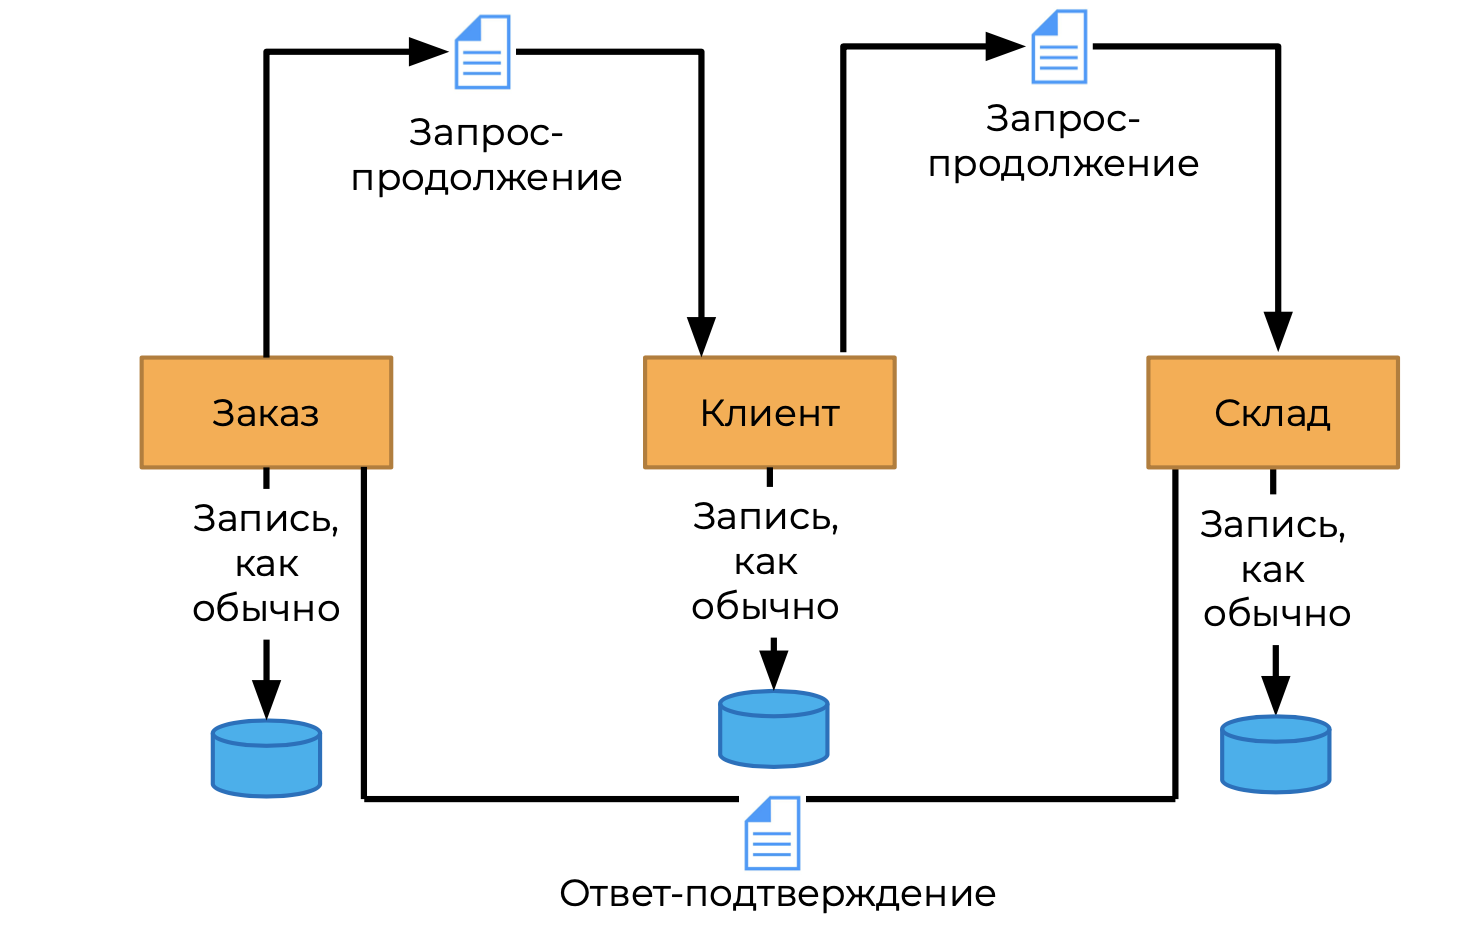 Запрос-
продолжение
Запрос-
продолжение
Заказ
Клиент
Склад
Запись,
как
обычно
Запись,
как
обычно
Запись,
как
обычно
Ответ-подтверждение